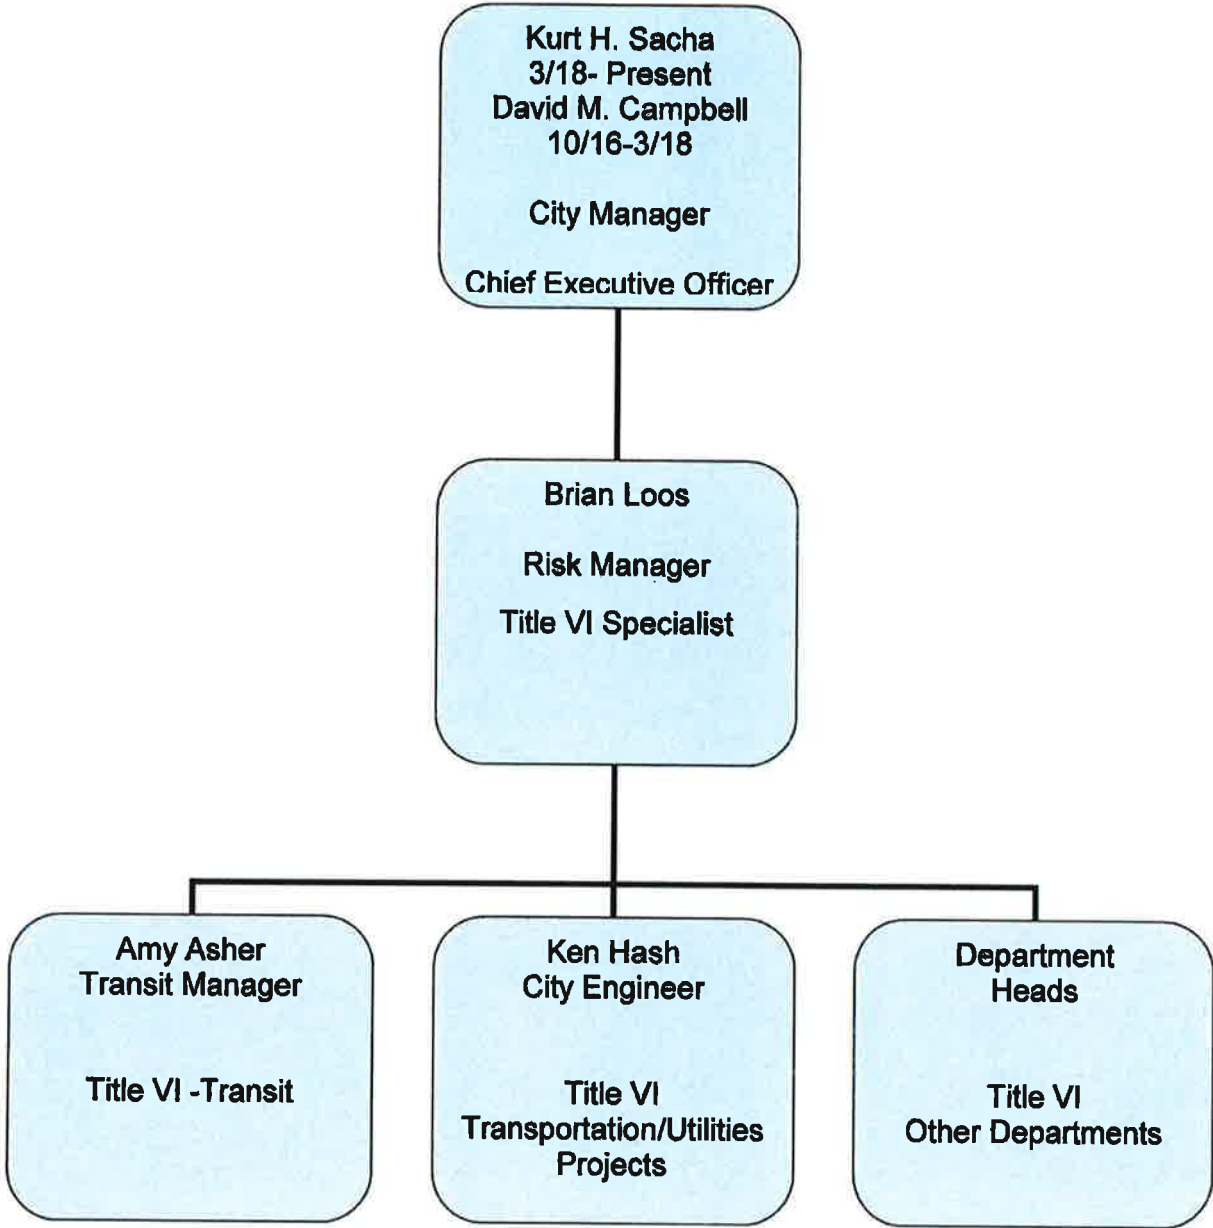 Kurt H. Sacha
3/18- Present
David M. Campbell
10/16-3/18
City Manager
Chief Executive Officer
Brian Loos
Risk Manager
Title VI Specialist
Amy Asher
Transit Manager
Title VI -Transit
Ken Hash
City Engineer
Title VI
Transportation/Utilities
Projects
Department
Heads
Title VI
Other Departments